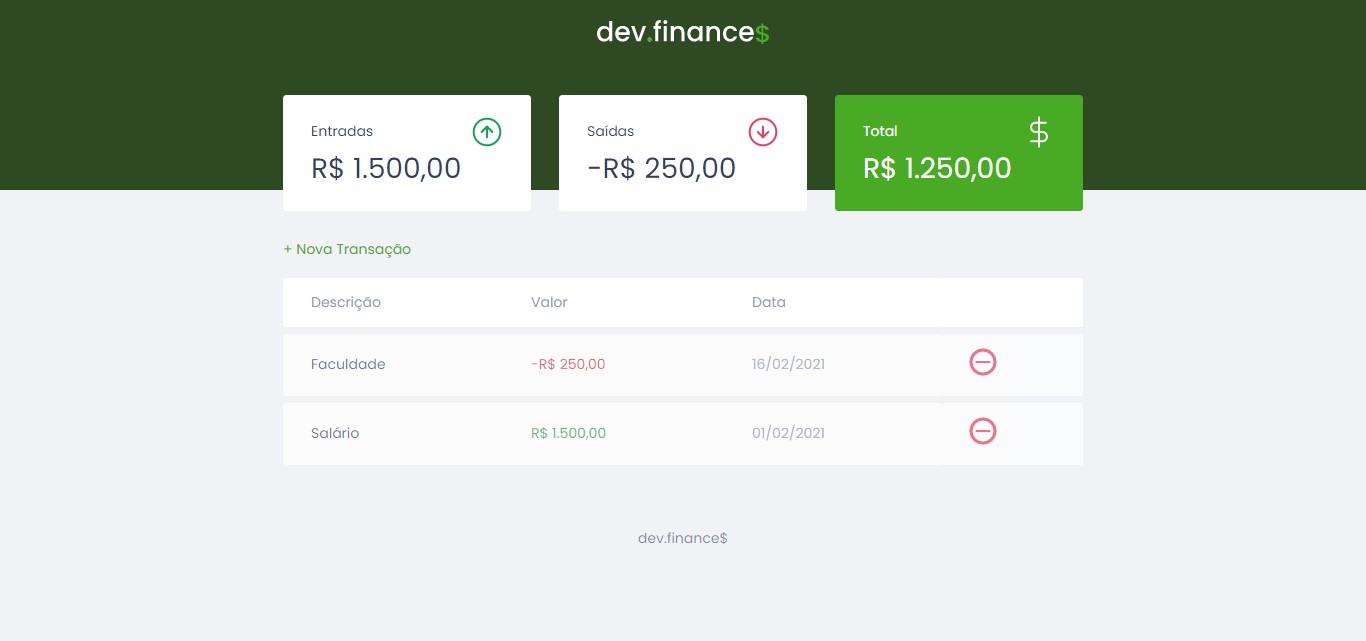 dev.finance$
Entradas
R$ 1.500,00
Saídas
-R$ 250,00
Total
$
R$ 1.250,00
+ Nova Transação
Descrição Valor Data
Faculdade -R$ 250,00 16/02/2021
Salário R$ 1.500,00 01/02/2021
dev.finance$